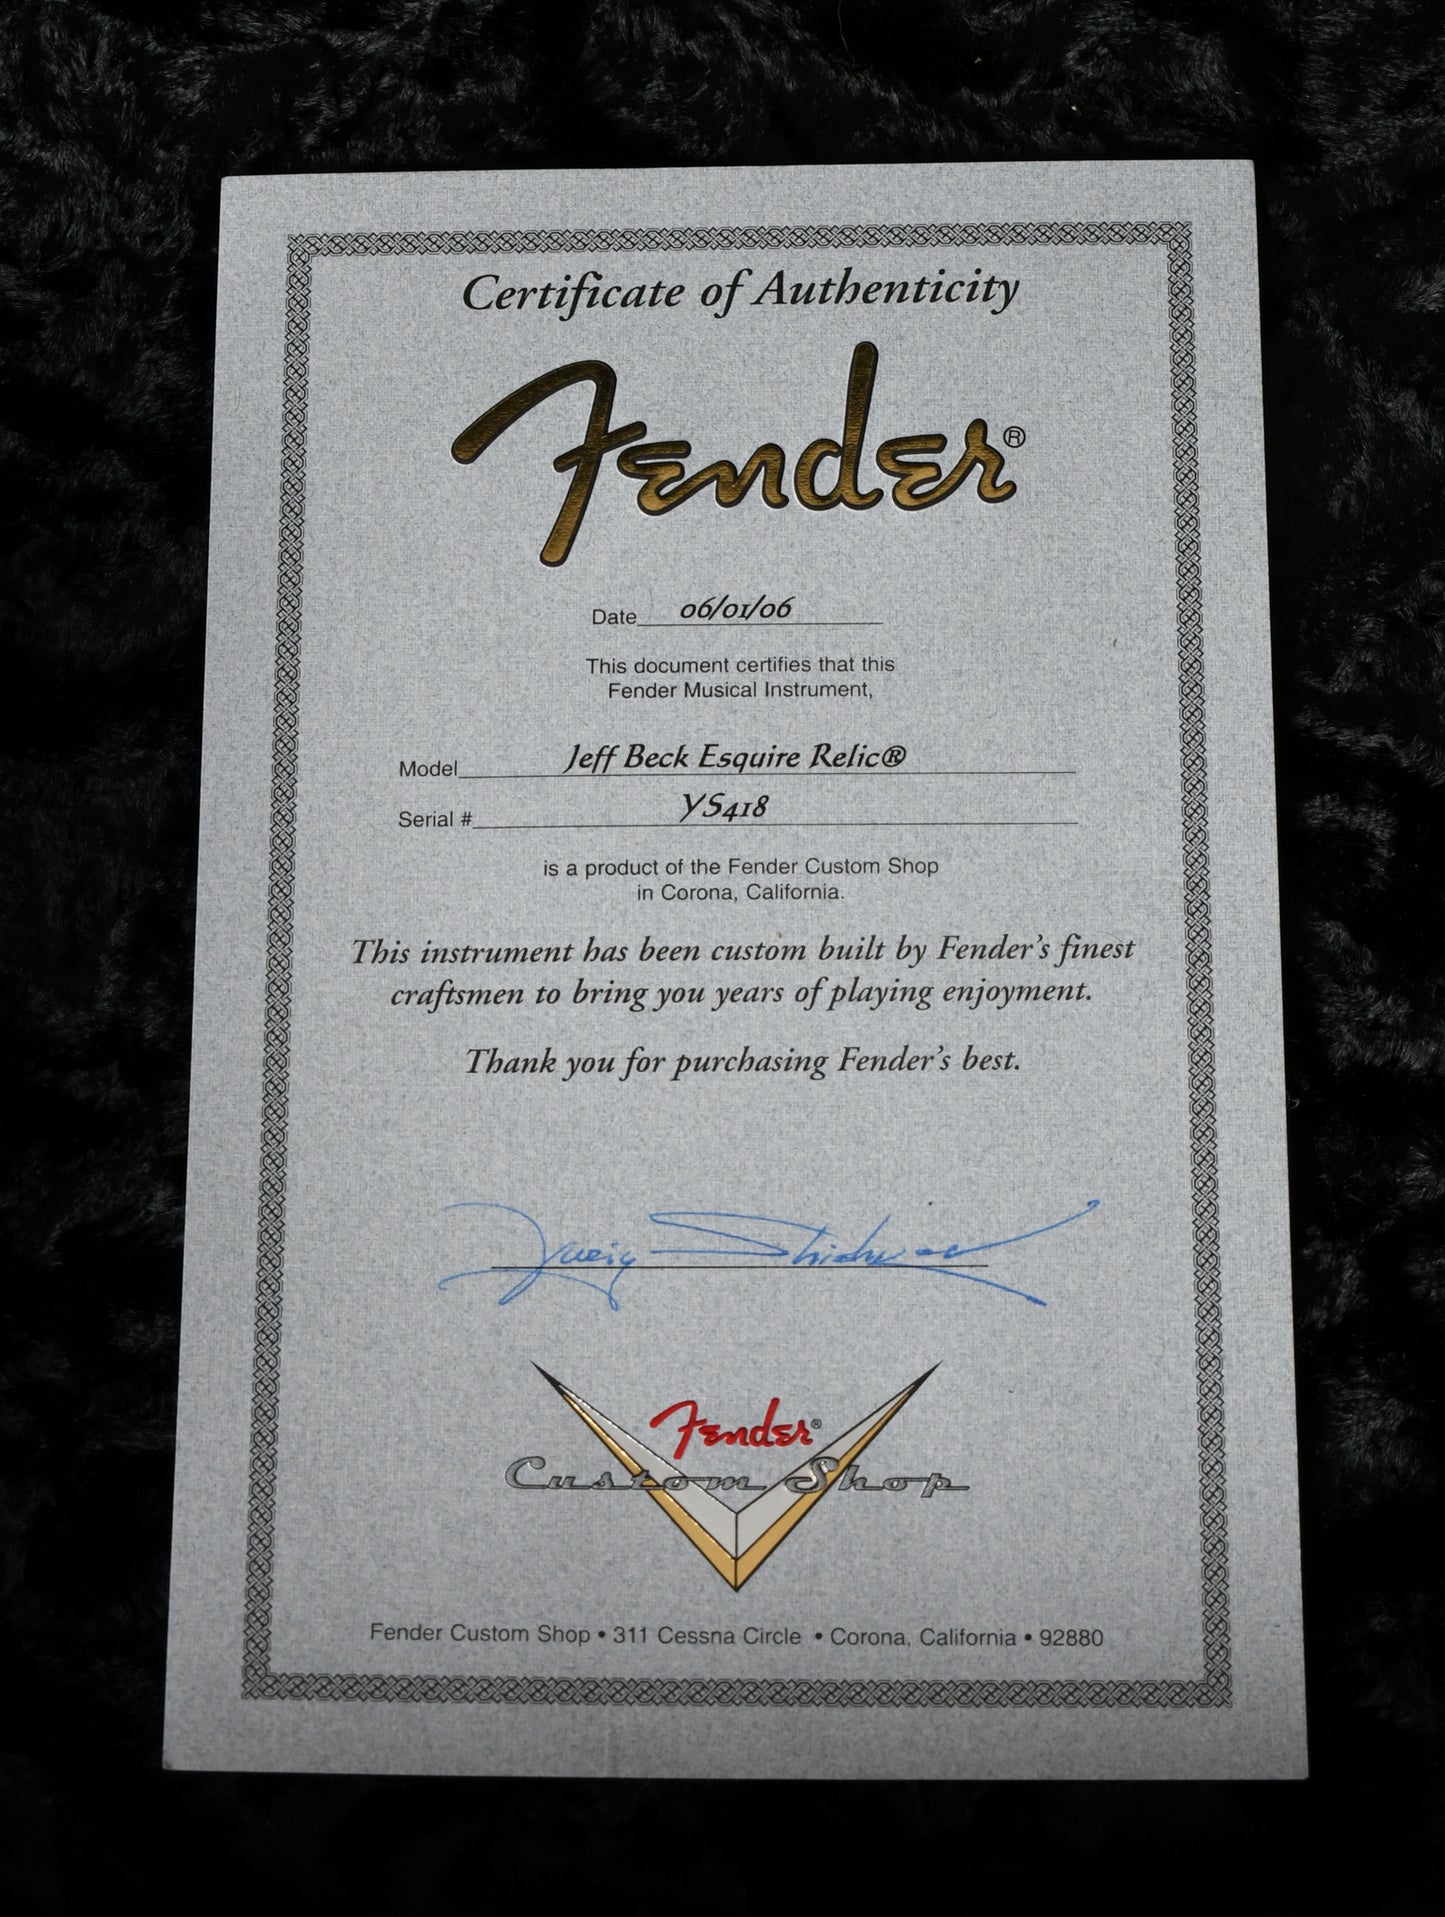 Certificate of Authenticity
Fender®
Date 06/01/06
This document certifies that this
Fender Musical Instrument,
Model Jeff Beck Esquire Relic®
Serial # YS418
is a product of the Fender Custom Shop
in Corona, California.
This instrument has been custom built by Fender's finest
craftsmen to bring you years of playing enjoyment.
Thank you for purchasing Fender's best.
Fender®
Custom Shop
Fender Custom Shop • 311 Cessna Circle • Corona, California • 92880